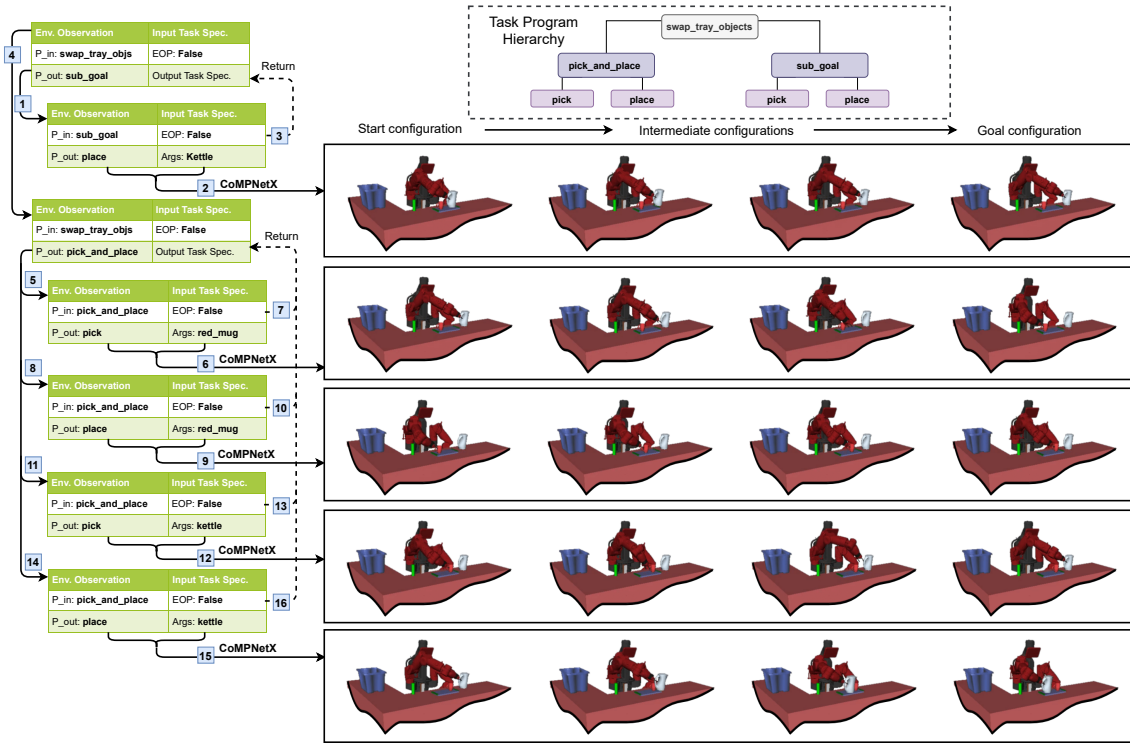 Task Program
Hierarchy
swap_tray_objects
pick_and_place
sub_goal
pick
place
pick
place
Start configuration
Intermediate configurations
Goal configuration
4
Env. Observation
Input Task Spec.
P_in: swap_tray_objs
EOP: False
P_out: sub_goal
Output Task Spec.
Return
1
Env. Observation
Input Task Spec.
P_in: sub_goal
EOP: False
3
P_out: place
Args: Kettle
2
CoMPNetX
Env. Observation
Input Task Spec.
P_in: swap_tray_objs
EOP: False
P_out: pick_and_place
Output Task Spec.
Return
5
Env. Observation
Input Task Spec.
P_in: pick_and_place
EOP: False
7
P_out: pick
Args: red_mug
6
CoMPNetX
8
Env. Observation
Input Task Spec.
P_in: pick_and_place
EOP: False
10
P_out: place
Args: red_mug
9
CoMPNetX
11
Env. Observation
Input Task Spec.
P_in: pick_and_place
EOP: False
13
P_out: pick
Args: kettle
12
CoMPNetX
14
Env. Observation
Input Task Spec.
P_in: pick_and_place
EOP: False
16
P_out: place
Args: kettle
15
CoMPNetX